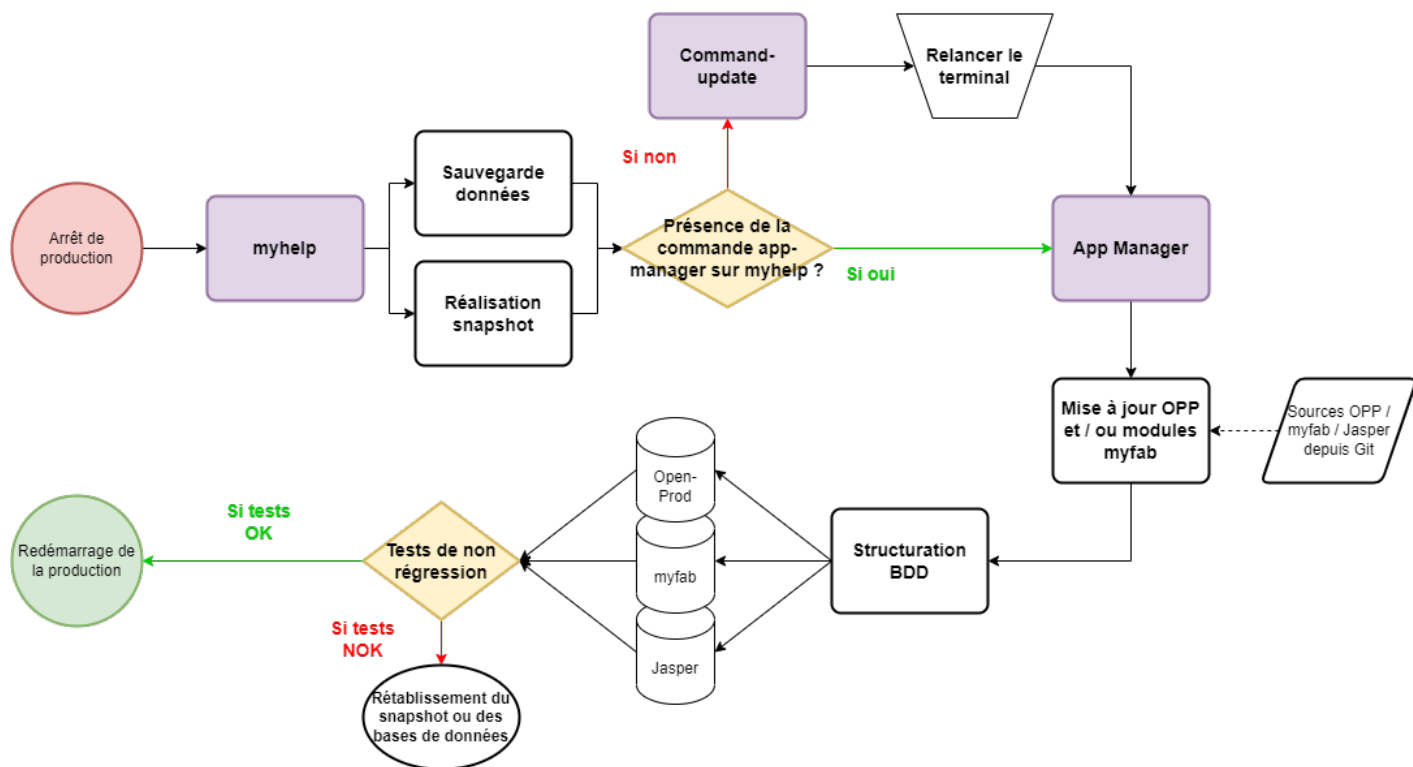 Command-
update
Relancer le
terminal
Si non
Sauvegarde
données
Arrêt de
production
myhelp
Présence de la
commande app-
manager sur myhelp ?
Si oui
App Manager
Réalisation
snapshot
Mise à jour OPP
et / ou modules
myfab
Sources OPP /
myfab / Jasper
depuis Git
Open-
Prod
Si tests
OK
Redémarrage de
la production
Tests de non
régression
myfab
Structuration
BDD
Si tests
NOK
Jasper
Rétablissement du
snapshot ou des
bases de données